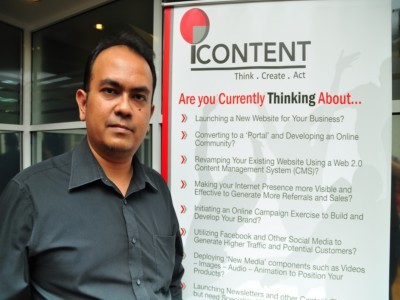 iCONTENT
Think . Create . Act
Are you Currently Thinking About...
Launching a New Website for Your Business?
Converting to a 'Portal' and Developing an Online
Community?
Revamping Your Existing Website Using a Web 2.0
Content Management System (CMS)?
Making your Internet Presence more Visible and
Effective to Generate More Referrals and Sales?
Initiating an Online Campaign Exercise to Build and
Develop Your Brand?
Utilizing Facebook and Other Social Media to
Generate Higher Traffic and Potential Customers?
Deploying 'New Media' components such as Videos
- Images - Audio - Animation to Position Your
Products?
Launching Newsletters and other Content
but need